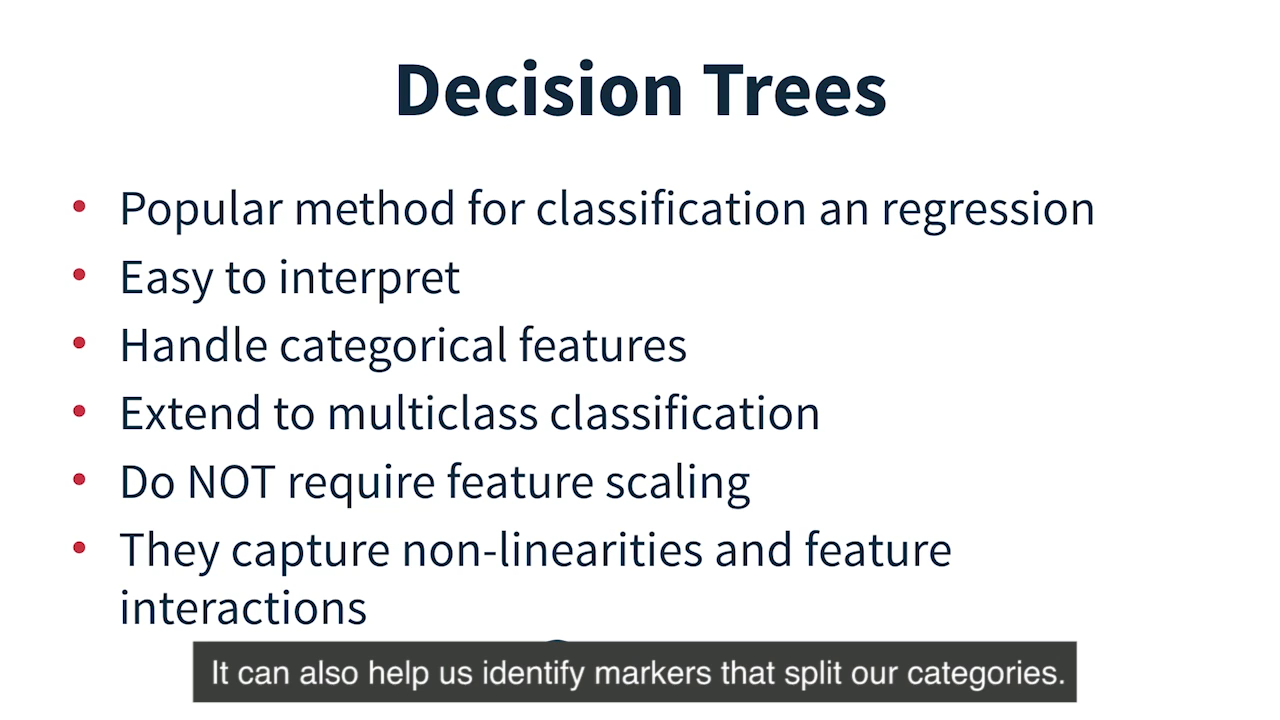 Decision Trees
• Popular method for classification an regression
• Easy to interpret
• Handle categorical features
• Extend to multiclass classification
• Do NOT require feature scaling
• They capture non-linearities and feature
interactions
It can also help us identify markers that split our categories.